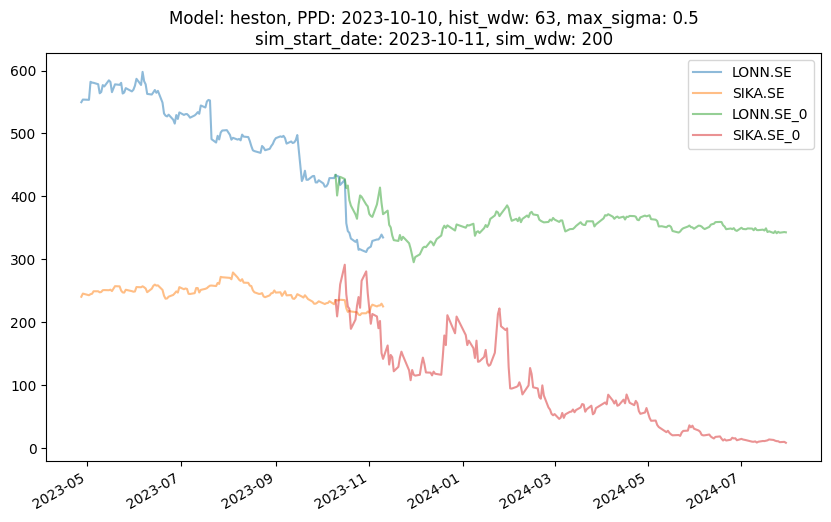 Model: heston, PPD: 2023-10-10, hist_wdw: 63, max_sigma: 0.5
sim_start_date: 2023-10-11, sim_wdw: 200
LONN.SE
SIKA.SE
LONN.SE_0
SIKA.SE_0
600
500
400
300
200
100
0
2023-05
2023-07
2023-09
2023-11
2024-01
2024-03
2024-05
2024-07